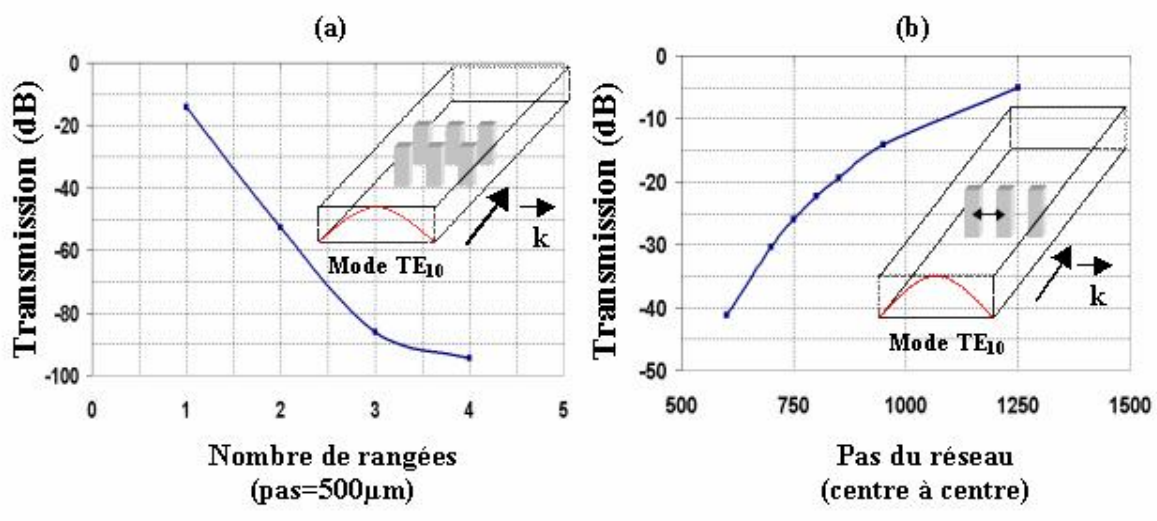 (a)
Transmission (dB)
0
-20
-40
-60
-80
-100
0
1
2
3
4
5
Mode TE10
k
Nombre de rangées
(pas=500µm)
(b)
Transmission (dB)
0
-10
-20
-30
-40
-50
500
750
1000
1250
1500
Mode TE10
k
Pas du réseau
(centre à centre)